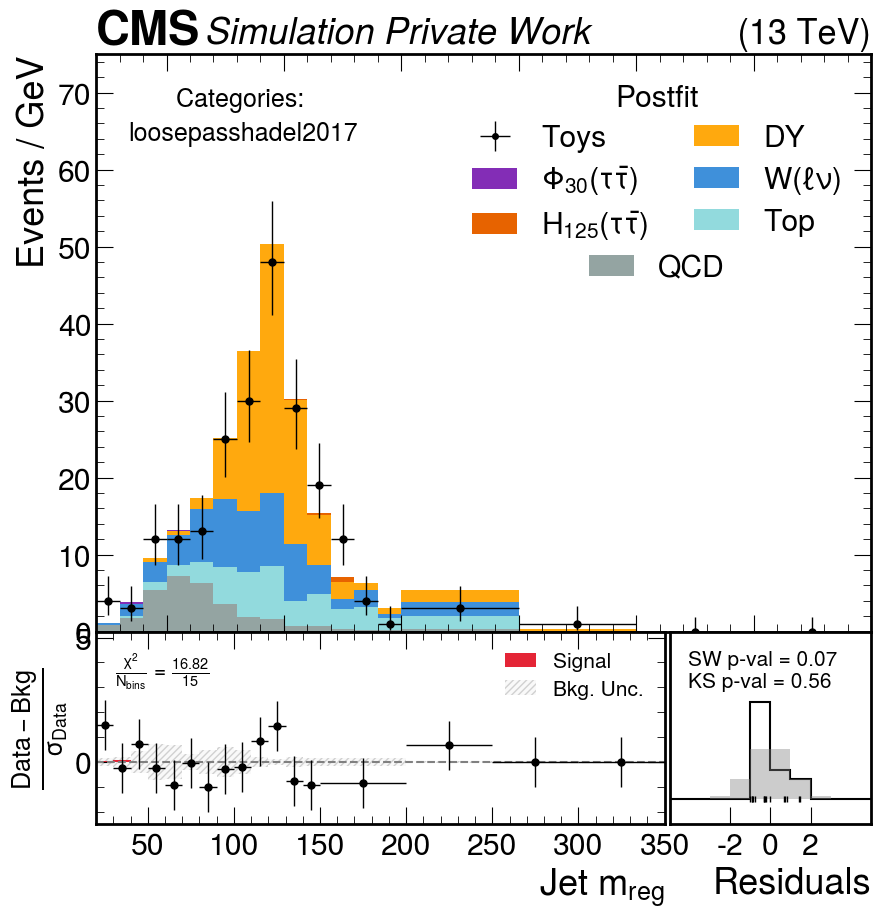 CMS Simulation Private Work (13 TeV)
Events / GeV
70
60
50
40
30
20
10
0
Categories:
loosepasshadel2017
Postfit
Toys
Φ30(ττ̄)
H125(ττ̄)
DY
W(ℓν)
Top
QCD
Data – Bkg
σData
5
0
χ²
Nbins
=
16.82
15
Signal
Bkg. Unc.
50 100 150 200 250 300 350
Jet mreg
SW p-val = 0.07
KS p-val = 0.56
-2 0 2
Residuals